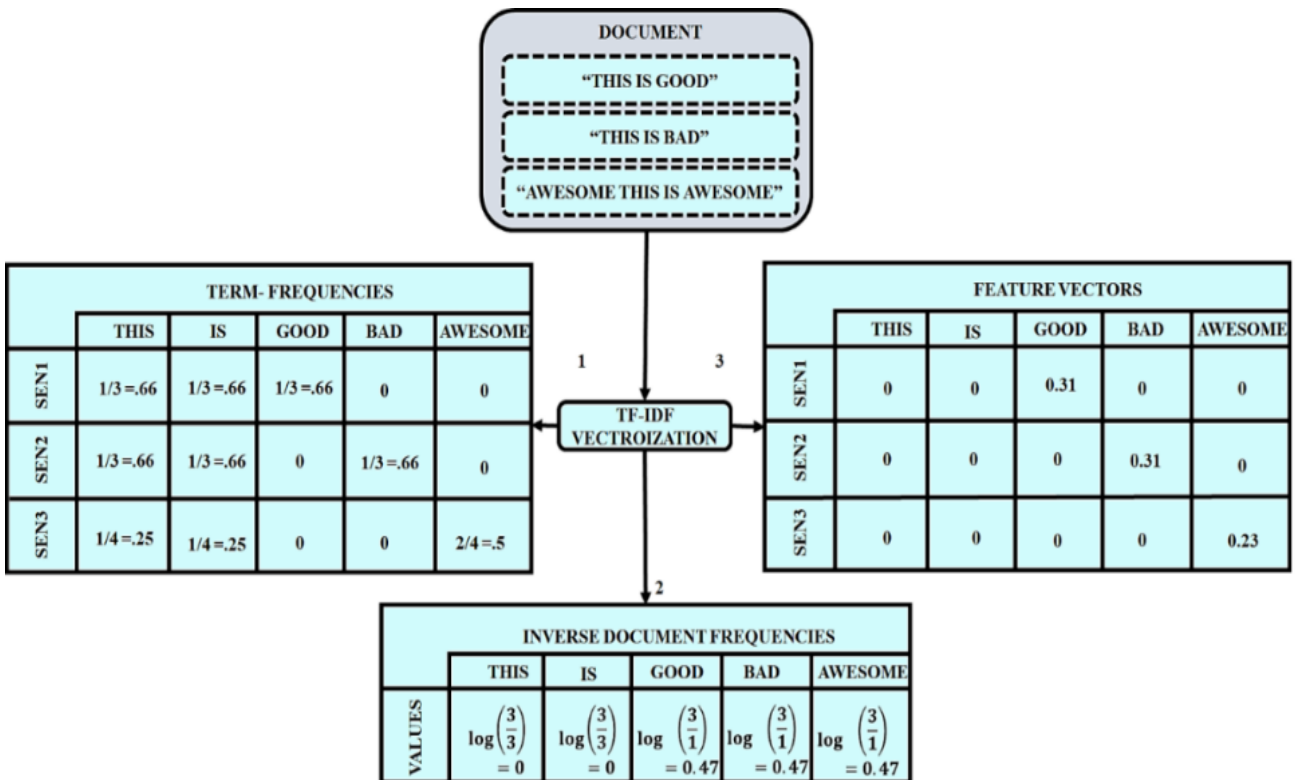 DOCUMENT
“THIS IS GOOD”
“THIS IS BAD”
“AWESOME THIS IS AWESOME”
TERM- FREQUENCIES
THIS IS GOOD BAD AWESOME
SEN1 1/3 =.66 1/3 =.66 1/3 =.66 0 0
SEN2 1/3 =.66 1/3 =.66 0 1/3 =.66 0
SEN3 1/4 =.25 1/4 =.25 0 0 2/4 =.5
1
3
TF-IDF
VECTROIZATION
FEATURE VECTORS
THIS IS GOOD BAD AWESOME
SEN1 0 0 0.31 0 0
SEN2 0 0 0 0.31 0
SEN3 0 0 0 0 0.23
2
INVERSE DOCUMENT FREQUENCIES
THIS IS GOOD BAD AWESOME
VALUES log(3/3) log(3/3) log (3/1) log (3/1) log (3/1)
= 0 = 0 = 0.47 = 0.47 = 0.47